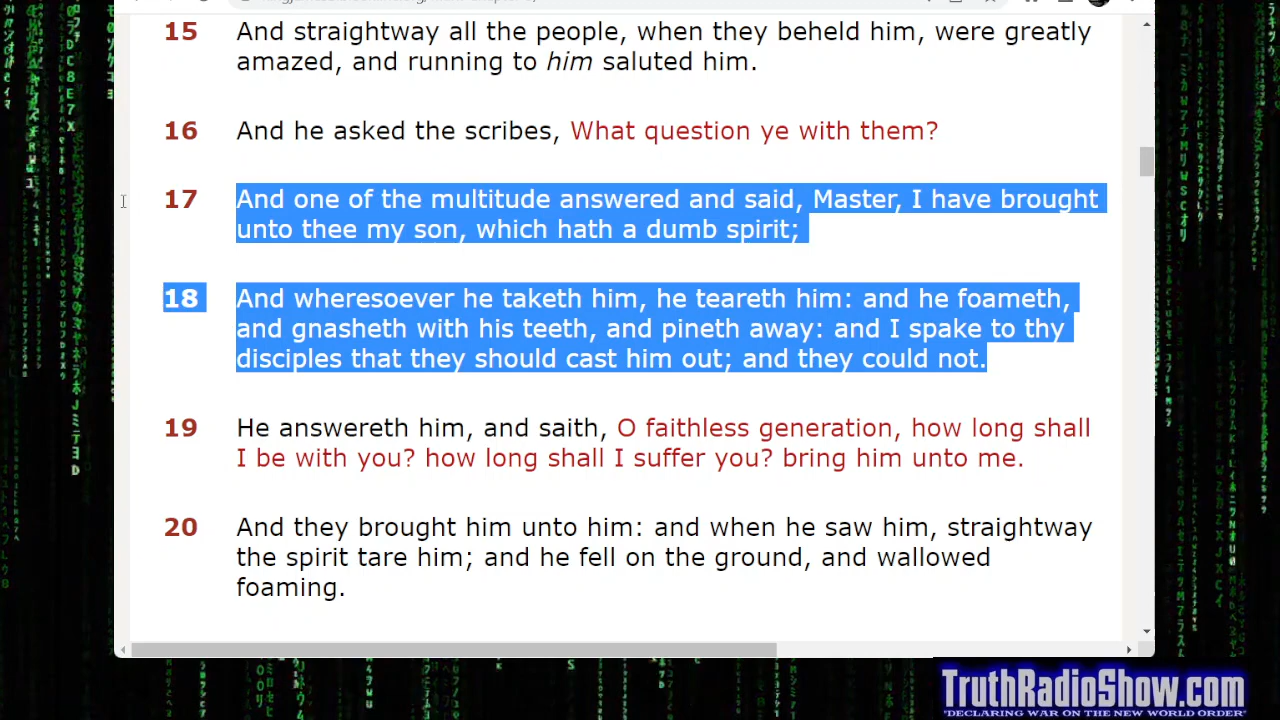 15 And straightway all the people, when they beheld him, were greatly
amazed, and running to him saluted him.
16 And he asked the scribes, What question ye with them?
17 And one of the multitude answered and said, Master, I have brought
unto thee my son, which hath a dumb spirit;
18 And wheresoever he taketh him, he teareth him: and he foameth,
and gnasheth with his teeth, and pineth away: and I spake to thy
disciples that they should cast him out; and they could not.
19 He answereth him, and saith, O faithless generation, how long shall
I be with you? how long shall I suffer you? bring him unto me.
20 And they brought him unto him: and when he saw him, straightway
the spirit tare him; and he fell on the ground, and wallowed
foaming.
TruthRadioShow.com
"DECLARING WAR ON THE NEW WORLD ORDER"